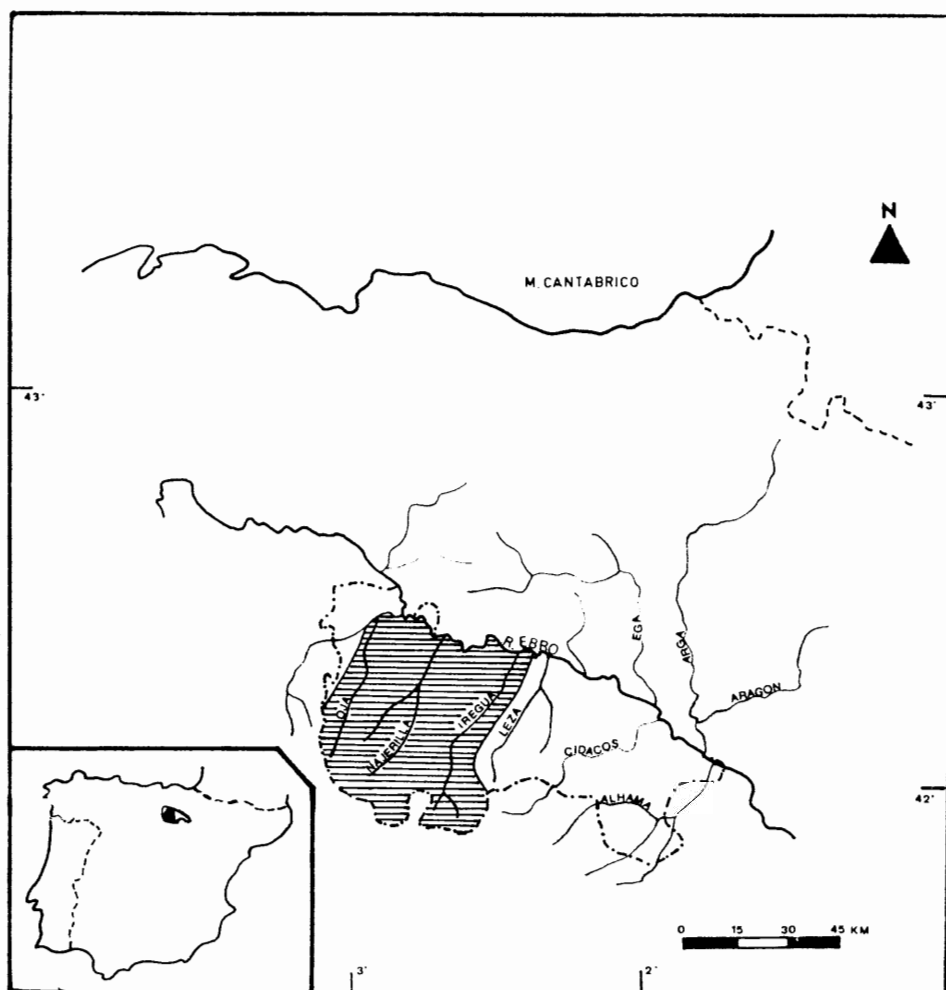 N
M. CANTABRICO
43°
43°
R. EBRO
EGA
ARGA
ARAGON
OJA
NAJERILLA
IREGUA
LEZA
CIDACOS
ALHAMA
42°
0 15 30 45 KM
3°
2°